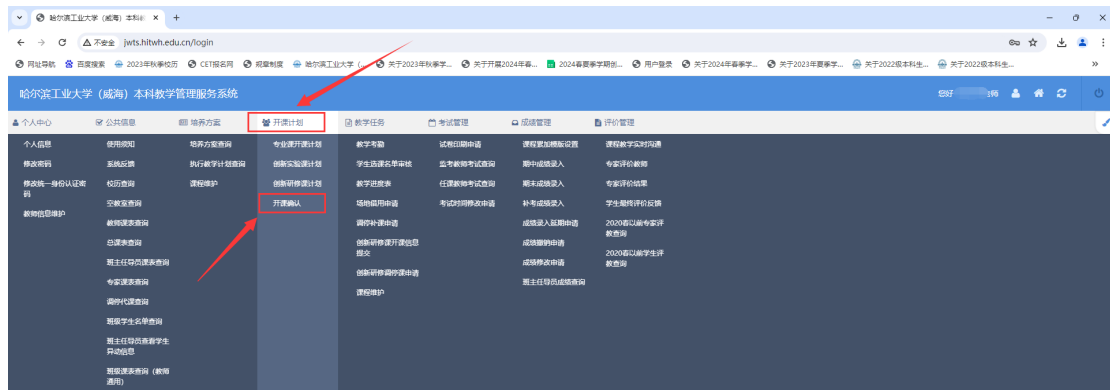 哈尔滨工业大学（威海）本科
不安全 jwts.hitwh.edu.cn/login
网址导航 百度搜索 2023年秋季校历 CET报名网 规章制度 哈尔滨工业大学（... 关于2023年秋季学... 关于开展2024年春... 2024春夏季学期创... 用户登录 关于2024年春季学... 关于2023年夏季学... 关于2022级本科生... 关于2022级本科生... »
哈尔滨工业大学（威海）本科教学管理服务系统
您好
个人中心 公共信息 培养方案 开课计划 教学任务 考试管理 成绩管理 评价管理
个人信息
修改密码
修改统一身份认证密
码
教师信息维护
使用须知
系统反馈
校历查询
空教室查询
教师课表查询
总课表查询
班主任导员课表查询
专家课表查询
调停代课查询
班级学生名单查询
班主任导员查看学生
异动信息
班级课表查询（教师
通用）
培养方案查询
执行教学计划查询
课程维护
专业课开课计划
创新实验课计划
创新研修课计划
开课确认
教学考勤
学生选课名单审核
教学进度表
场地借用申请
调停补课申请
创新研修课开课信息
提交
创新研修调停课申请
课程维护
试卷印刷申请
监考教师考试查询
任课教师考试查询
考试时间修改申请
课程累加模版设置
期中成绩录入
期末成绩录入
补考成绩录入
成绩录入延期申请
成绩撤销申请
成绩修改申请
班主任导员成绩查询
课程教学实时沟通
专家评价教师
专家评价结果
学生最终评价反馈
2020春以前专家评
教查询
2020春以前学生评
教查询